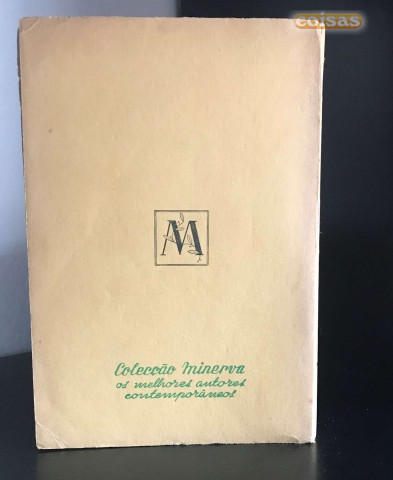 coisas
M
Colecção Minerva
os melhores autores
contemporâneos